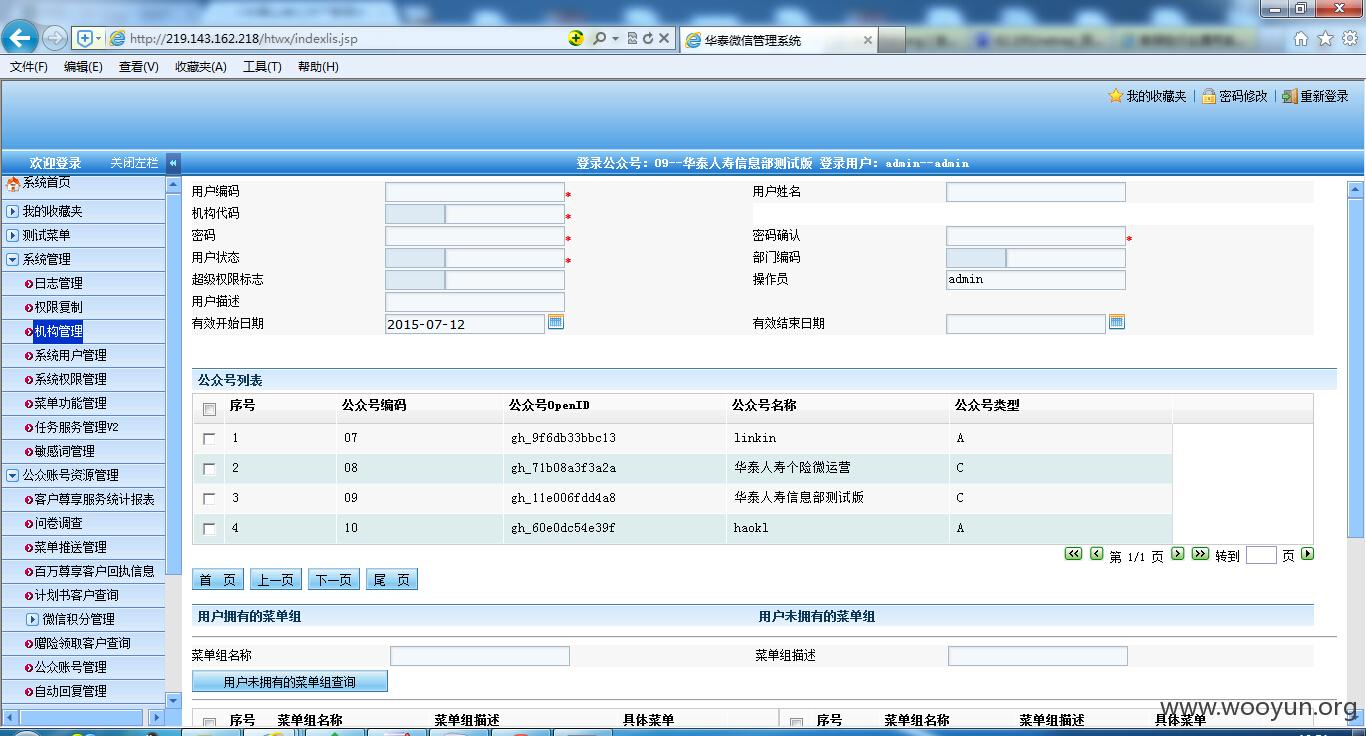 http://219.143.162.218/htwx/indexlis.jsp
华泰微信管理系统
文件(F) 编辑(E) 查看(V) 收藏夹(A) 工具(T) 帮助(H)
我的收藏夹 密码修改 重新登录
欢迎登录 关闭左栏
登录公众号：09--华泰人寿信息部测试版 登录用户：admin--admin
系统首页
我的收藏夹
测试菜单
系统管理
日志管理
权限复制
机构管理
系统用户管理
系统权限管理
菜单功能管理
任务服务管理V2
敏感词管理
公众账号资源管理
客户尊享服务统计报表
问卷调查
菜单推送管理
百万尊享客户回执信息
计划书客户查询
微信积分管理
赠险领取客户查询
公众账号管理
自动回复管理
用户编码 * 用户姓名
机构代码 *
密码 * 密码确认 *
用户状态 * 部门编码
超级权限标志 操作员 admin
用户描述
有效开始日期 2015-07-12 有效结束日期
公众号列表
序号 公众号编码 公众号OpenID 公众号名称 公众号类型
1 07 gh_9f6db33bbc13 linkin A
2 08 gh_71b08a3f3a2a 华泰人寿个险微运营 C
3 09 gh_11e006fdd4a8 华泰人寿信息部测试版 C
4 10 gh_60e0dc54e39f haokl A
第 1/1 页 转到 页
首 页 上一页 下一页 尾 页
用户拥有的菜单组 用户未拥有的菜单组
菜单组名称 菜单组描述
用户未拥有的菜单组查询
序号 菜单组名称 菜单组描述 具体菜单 序号 菜单组名称 菜单组描述 具体菜单
www.wooyun.org